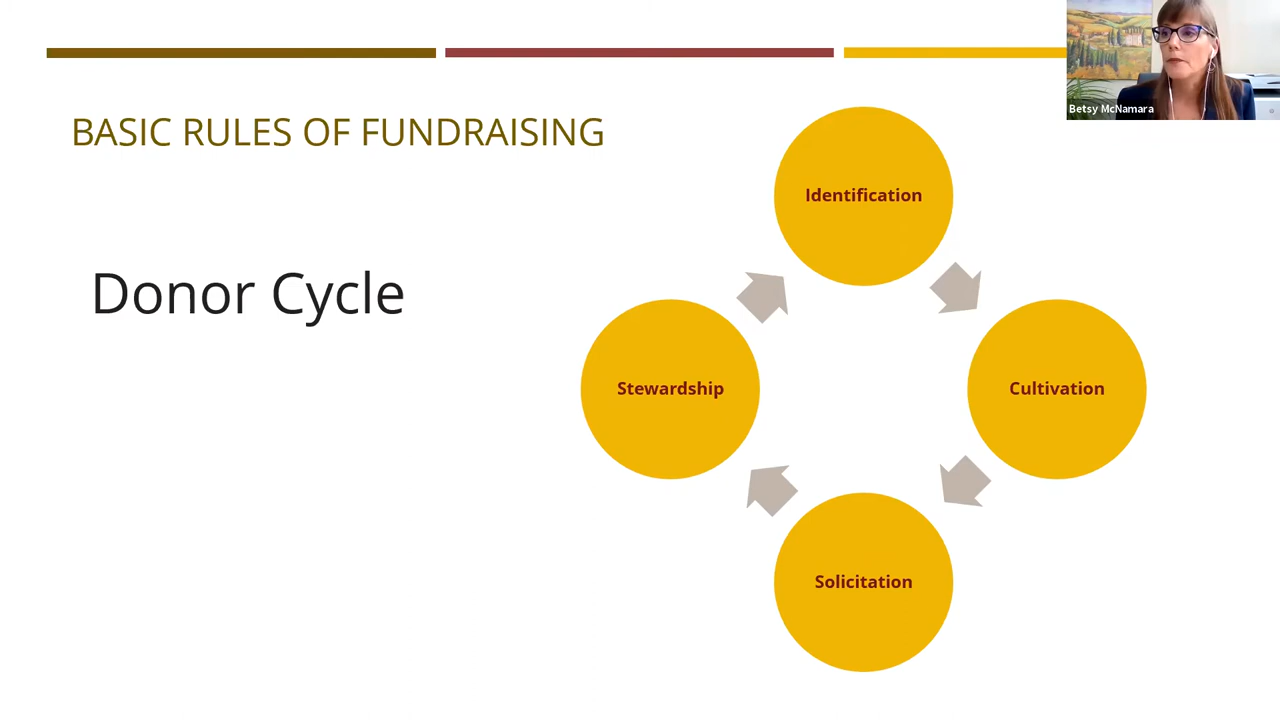 BASIC RULES OF FUNDRAISING
Donor Cycle
Identification
Cultivation
Solicitation
Stewardship
Betsy McNamara